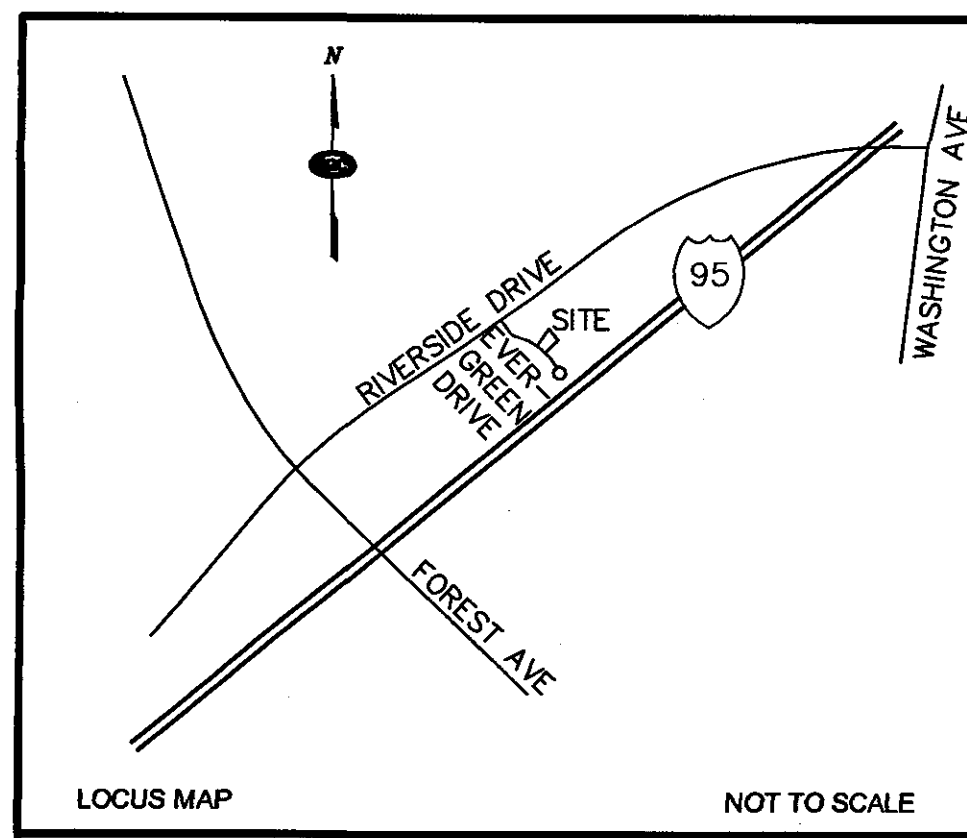 N
WASHINGTON AVE
95
RIVERSIDE DRIVE
SITE
EVER-
GREEN
DRIVE
FOREST AVE
LOCUS MAP
NOT TO SCALE